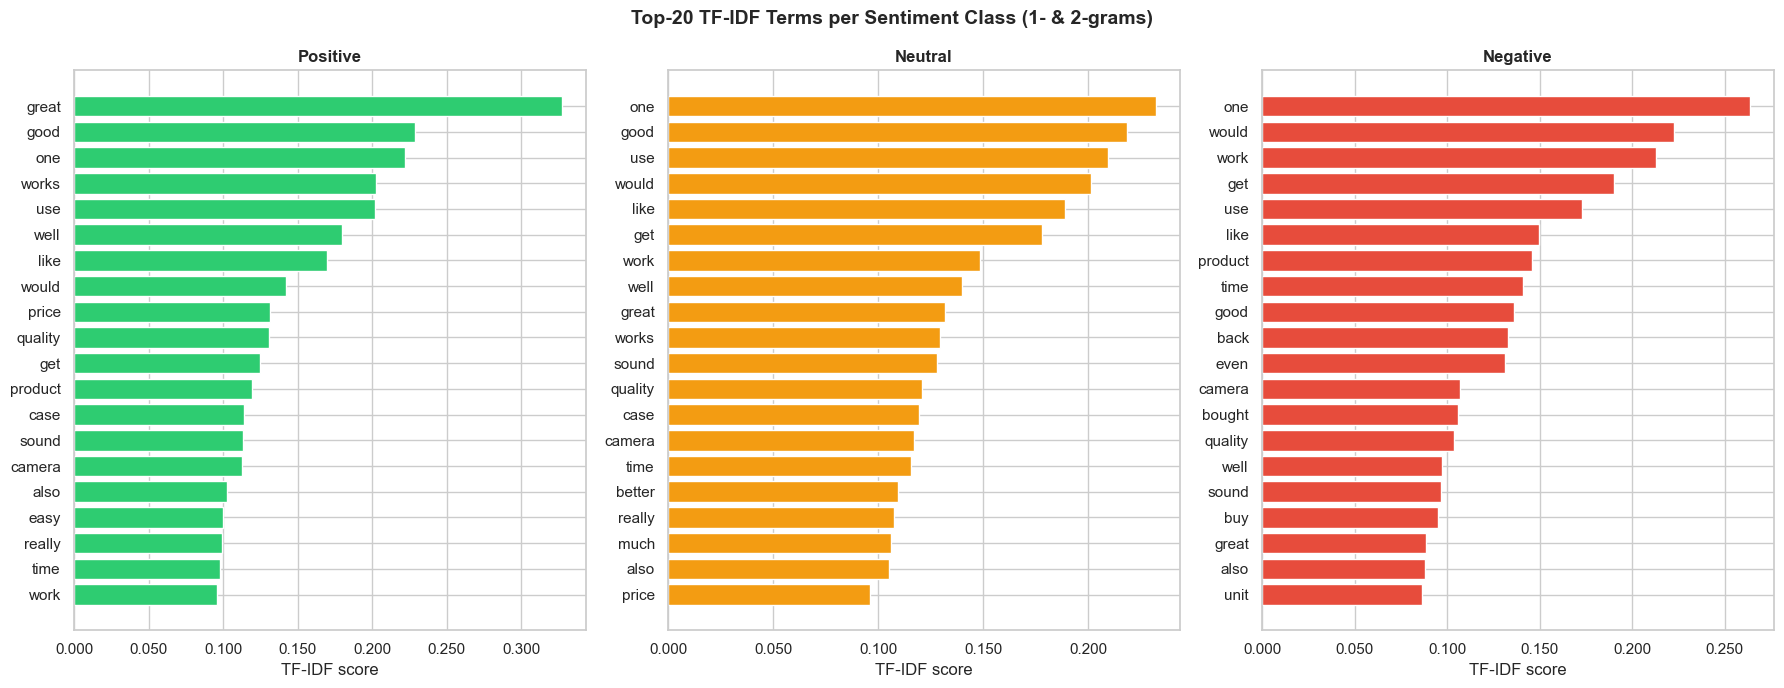 Top-20 TF-IDF Terms per Sentiment Class (1- & 2-grams)
Positive
great
good
one
works
use
well
like
would
price
quality
get
product
case
sound
camera
also
easy
really
time
work
0.000 0.050 0.100 0.150 0.200 0.250 0.300
TF-IDF score
Neutral
one
good
use
would
like
get
work
well
great
works
sound
quality
case
camera
time
better
really
much
also
price
0.000 0.050 0.100 0.150 0.200
TF-IDF score
Negative
one
would
work
get
use
like
product
time
good
back
even
camera
bought
quality
well
sound
buy
great
also
unit
0.000 0.050 0.100 0.150 0.200 0.250
TF-IDF score